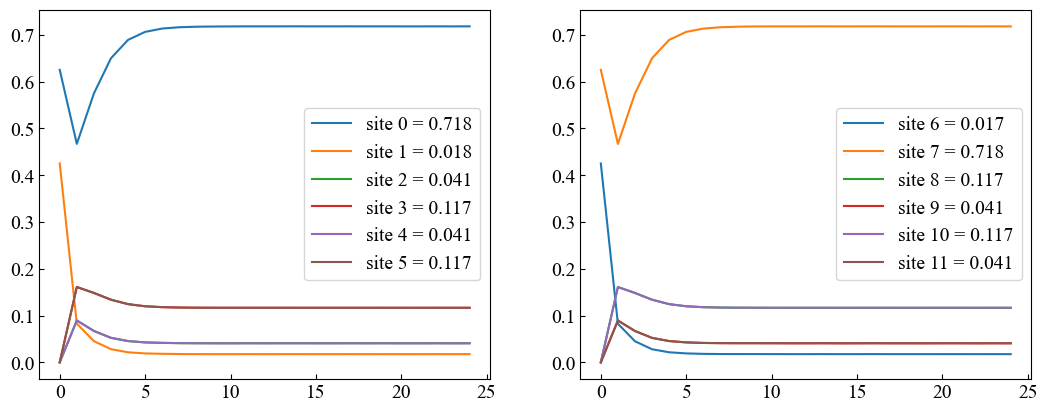 0.7
0.6
0.5
0.4
0.3
0.2
0.1
0.0
site 0 = 0.718
site 1 = 0.018
site 2 = 0.041
site 3 = 0.117
site 4 = 0.041
site 5 = 0.117
0 5 10 15 20 25
0.7
0.6
0.5
0.4
0.3
0.2
0.1
0.0
site 6 = 0.017
site 7 = 0.718
site 8 = 0.117
site 9 = 0.041
site 10 = 0.117
site 11 = 0.041
0 5 10 15 20 25